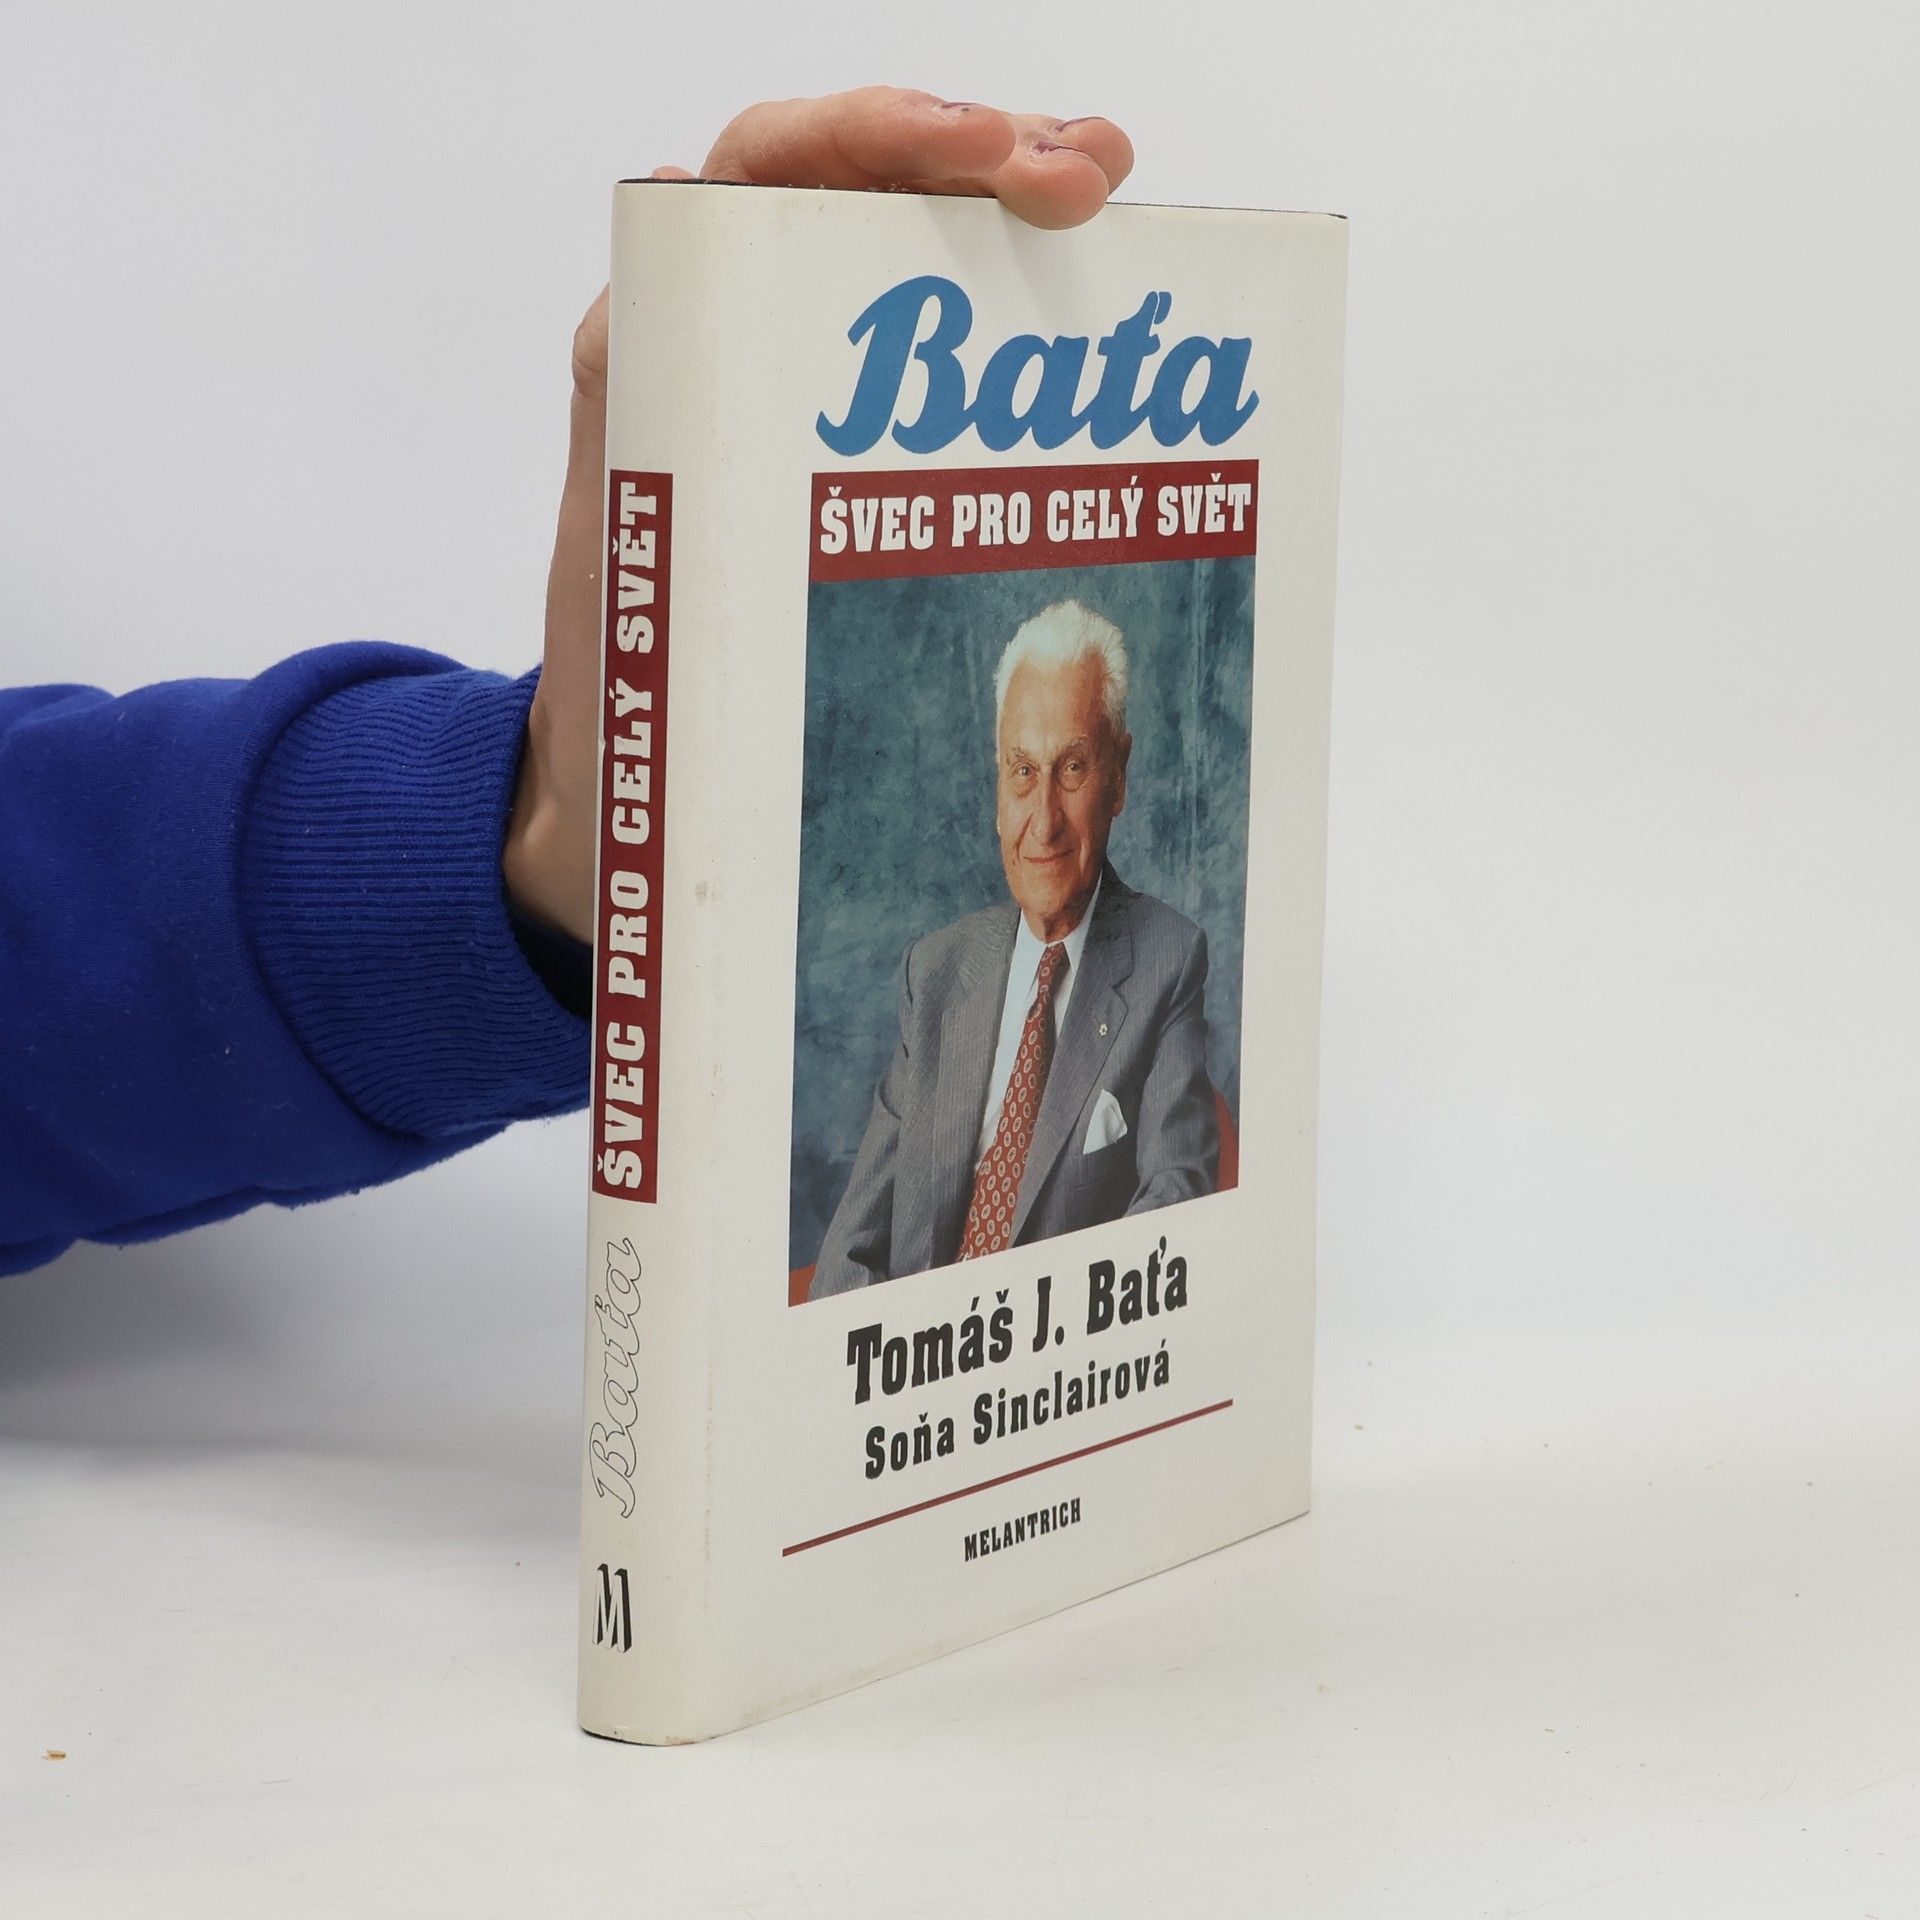 Baťa
ŠVEC PRO CELÝ SVĚT
Tomáš J. Baťa
Soňa Sinclairová
MELANTRICH
ŠVEC PRO CELÝ SVĚT
Baťa
M